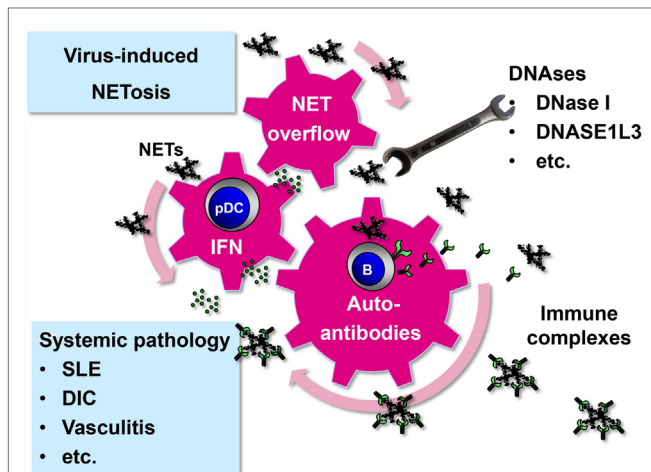 Virus-induced
NETosis
NET
overflow
DNAses
• DNase I
• DNASE1L3
• etc.
NETs
pDC
IFN
B
Auto-
antibodies
Immune
complexes
Systemic pathology
• SLE
• DIC
• Vasculitis
• etc.